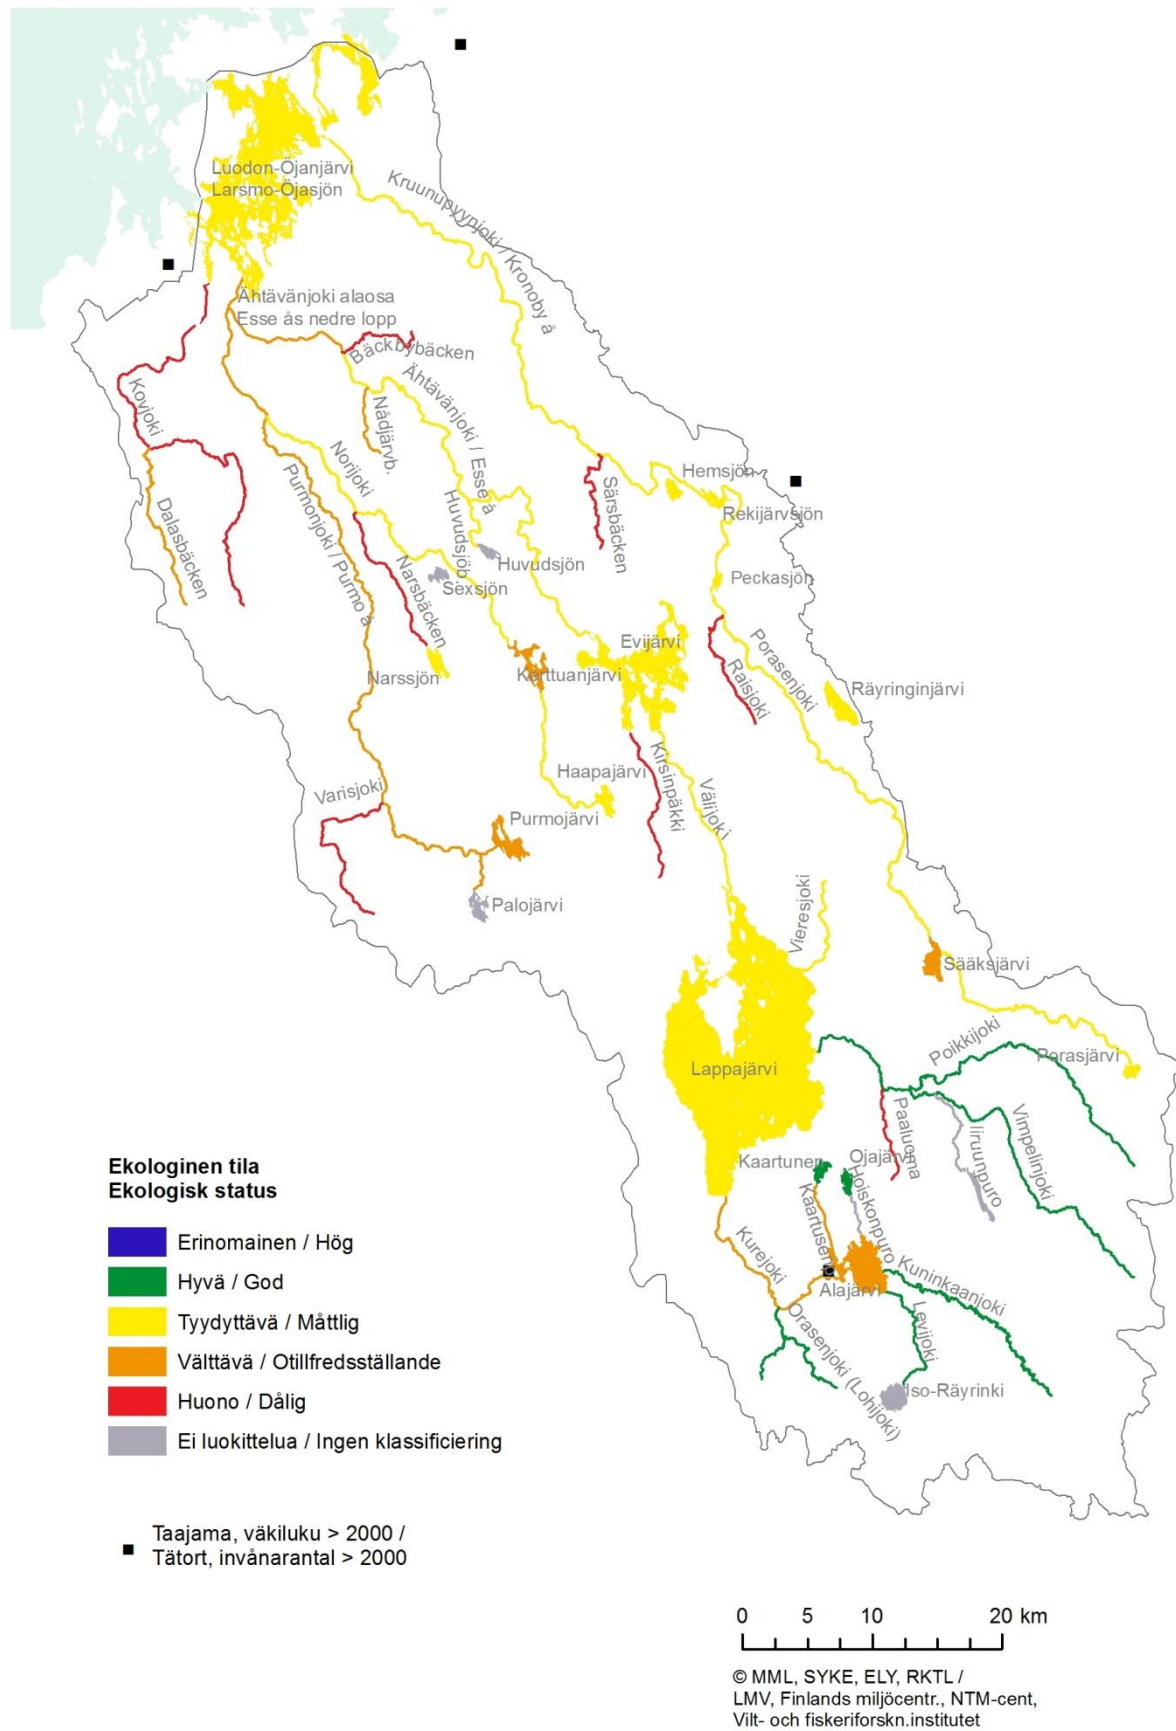 Luodon-Öjanjärvi
Larsmo-Öjasjön
Kruunupyynjoki / Kronoby å
Ähtävänjoki alaosa
Esse ås nedre lopp
Bäckbybäcken
Kovjoki
Ähtävänjoki / Esse å
Nådjärvb.
Norijoki
Purmonjoki / Purmo å
Dalasbäcken
Huvudsjöb
Huvudsjön
Särsbäcken
Hemsjön
Rekijärvsjön
Narsbäcken
Sexsjön
Peckasjön
Evijärvi
Narssjön
Kerttuanjärvi
Raisjoki
Porasenjoki
Räyringinjärvi
Haapajärvi
Kirsinpäkki
Välijoki
Varisjoki
Purmojärvi
Palojärvi
Vieresjoki
Sääksjärvi
Lappajärvi
Poikkijoki
Porasjärvi
Paaluoma
Iiruunpuro
Vimpelinjoki
Kaartunen
Ojajärvi
Hoiskonpuro
Kurejoki
Alajärvi
Kuninkaanjoki
Levijoki
Orasenjoki (Lohijoki)
Iso-Räyrinki
Ekologinen tila
Ekologisk status
Erinomainen / Hög
Hyvä / God
Tyydyttävä / Måttlig
Välttävä / Otillfredsställande
Huono / Dålig
Ei luokittelua / Ingen klassificiering
Taajama, väkiluku > 2000 /
Tätort, invånarantal > 2000
0 5 10 20 km
© MML, SYKE, ELY, RKTL /
LMV, Finlands miljöcentr., NTM-cent,
Vilt- och fiskeriforskn.institutet